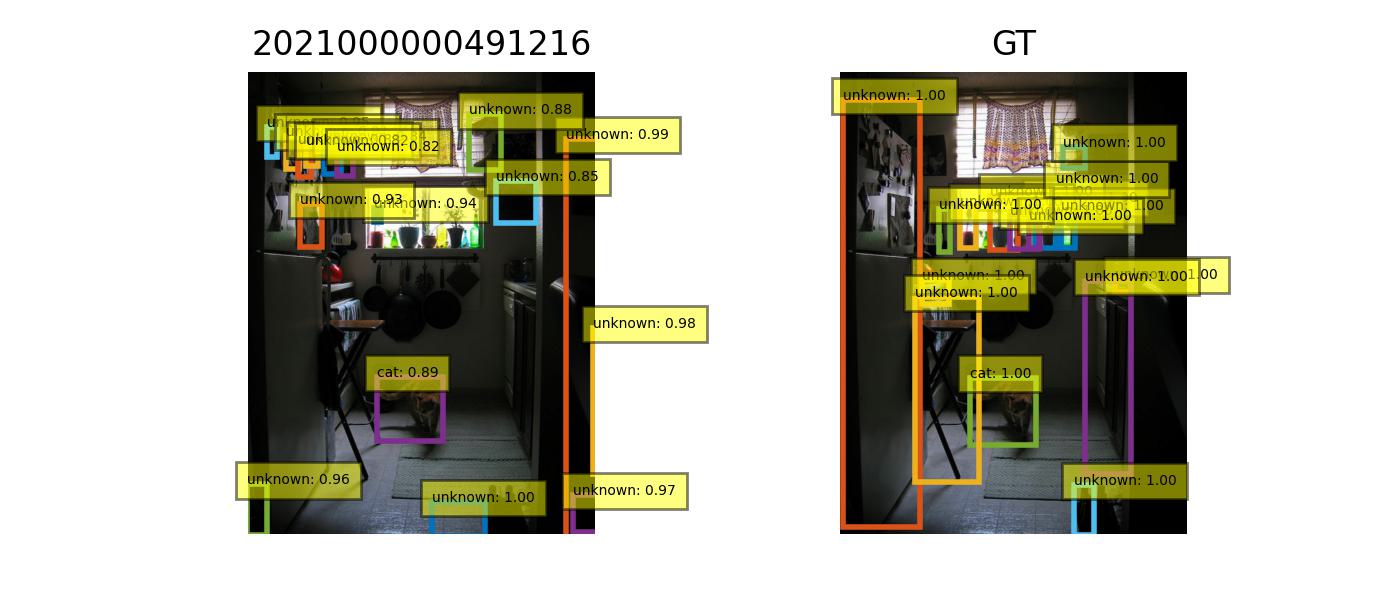 2021000000491216
unknown: 0.88
unknown: 0.99
unknown: 0.82
unknown: 0.85
unknown: 0.93
unknown: 0.94
unknown: 0.98
cat: 0.89
unknown: 0.96
unknown: 1.00
unknown: 0.97
GT
unknown: 1.00
unknown: 1.00
unknown: 1.00
unknown: 1.00
unknown: 1.00
unknown: 1.00
unknown: 1.00
unknown: 1.00
unknown: 1.00
cat: 1.00
unknown: 1.00